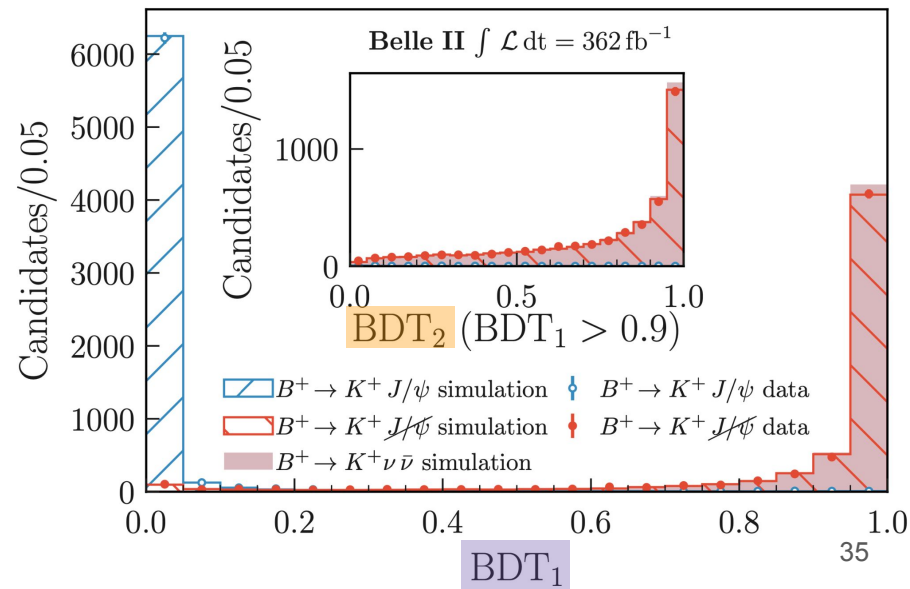 Belle II ∫ ℒ dt = 362 fb⁻¹
Candidates/0.05
6000
5000
4000
3000
2000
1000
0
Candidates/0.05
1000
0
0.0 0.5 1.0
BDT₂ (BDT₁ > 0.9)
B⁺ → K⁺ J/ψ simulation
B⁺ → K⁺ J/ψ data
B⁺ → K⁺ J̸/̸ψ̸ simulation
B⁺ → K⁺ J̸/̸ψ̸ data
B⁺ → K⁺ ν ν̄ simulation
0.0 0.2 0.4 0.6 0.8 1.0
35
BDT₁